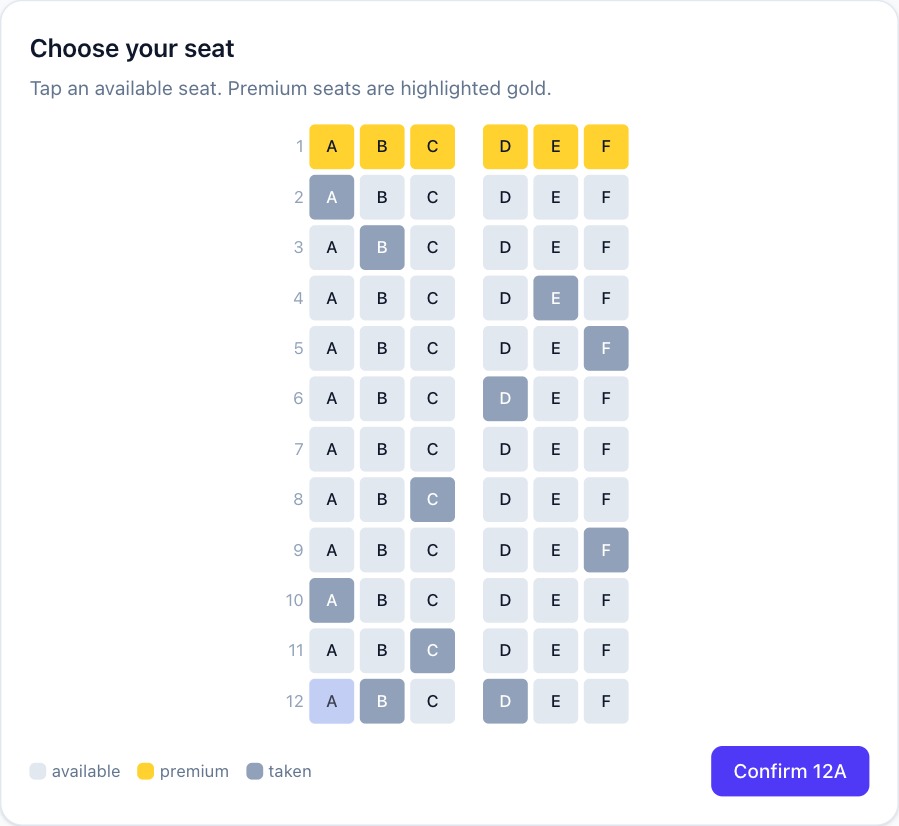 Choose your seat
Tap an available seat. Premium seats are highlighted gold.
1 A B C D E F
2 A B C D E F
3 A B C D E F
4 A B C D E F
5 A B C D E F
6 A B C D E F
7 A B C D E F
8 A B C D E F
9 A B C D E F
10 A B C D E F
11 A B C D E F
12 A B C D E F
available premium taken Confirm 12A